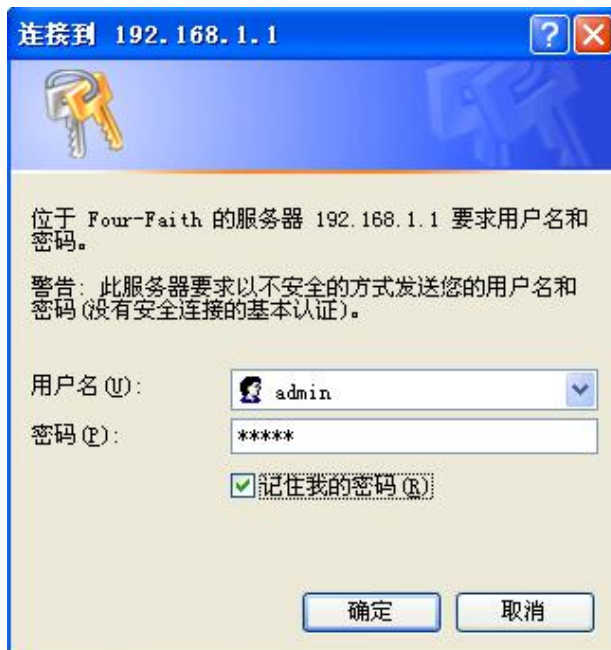 连接到 192.168.1.1
位于 Four-Faith 的服务器 192.168.1.1 要求用户名和
密码。
警告: 此服务器要求以不安全的方式发送您的用户名和
密码(没有安全连接的基本认证)。
用户名(U):
admin
密码(P):
*****
记住我的密码(R)
确定
取消